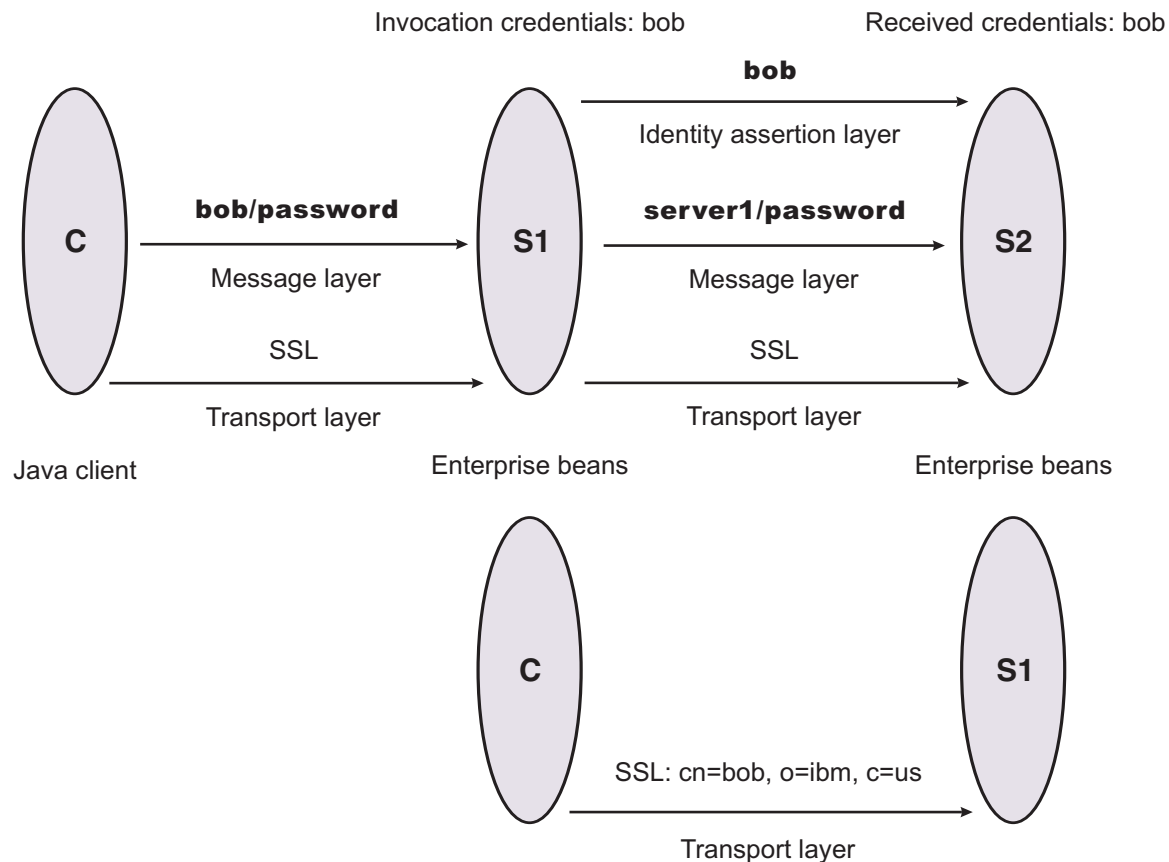 Invocation credentials: bob
Received credentials: bob
bob
Identity assertion layer
bob/password
server1/password
C
S1
S2
Message layer
Message layer
SSL
SSL
Transport layer
Transport layer
Java client
Enterprise beans
Enterprise beans
C
S1
SSL: cn=bob, o=ibm, c=us
Transport layer